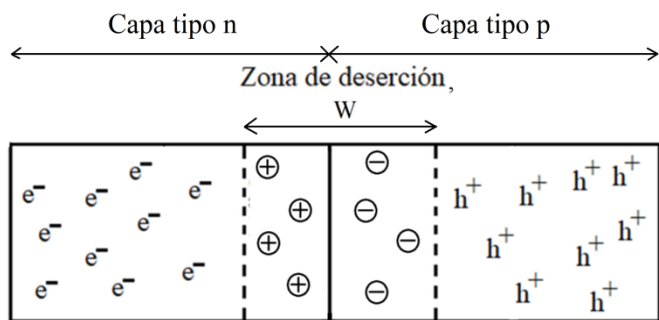 Capa tipo n Capa tipo p
Zona de deserción,
W
e⁻ e⁻ e⁻ e⁻ ⊕ ⊖ h⁺ h⁺ h⁺ h⁺
e⁻ e⁻ ⊕ ⊖ h⁺
e⁻ e⁻ ⊕ ⊖ h⁺ h⁺
e⁻ e⁻ ⊕ ⊖ h⁺ h⁺